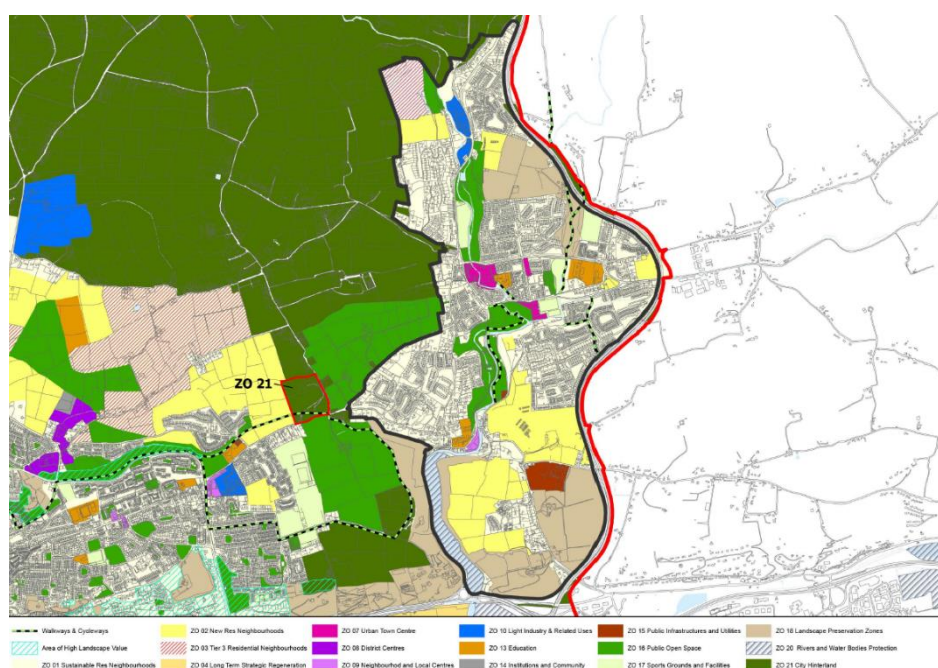 ZO 21
Walkways & Cycleways
ZO 02 New Res Neighbourhoods
ZO 07 Urban Town Centre
ZO 10 Light Industry & Related Uses
ZO 15 Public Infrastructures and Utilities
ZO 18 Landscape Preservation Zones
Area of High Landscape Value
ZO 03 Tier 3 Residential Neighbourhoods
ZO 08 District Centres
ZO 13 Education
ZO 16 Public Open Space
ZO 20 Rivers and Water Bodies Protection
ZO 01 Sustainable Res Neighbourhoods
ZO 04 Long Term Strategic Regeneration
ZO 09 Neighbourhod and Local Centres
ZO 14 Institutions and Community
ZO 17 Sports Grounds and Facilities
ZO 21 City Hinterland